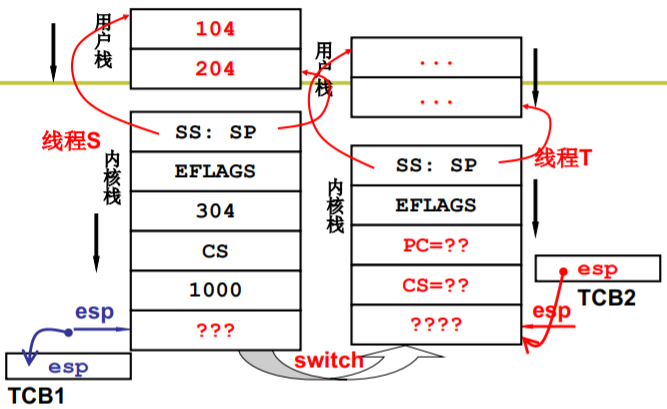 用户栈
104
204
线程S
内核栈
SS: SP
EFLAGS
304
CS
1000
???
esp
esp
TCB1
switch
用户栈
...
...
线程T
内核栈
SS: SP
EFLAGS
PC=??
CS=??
????
esp
esp
TCB2